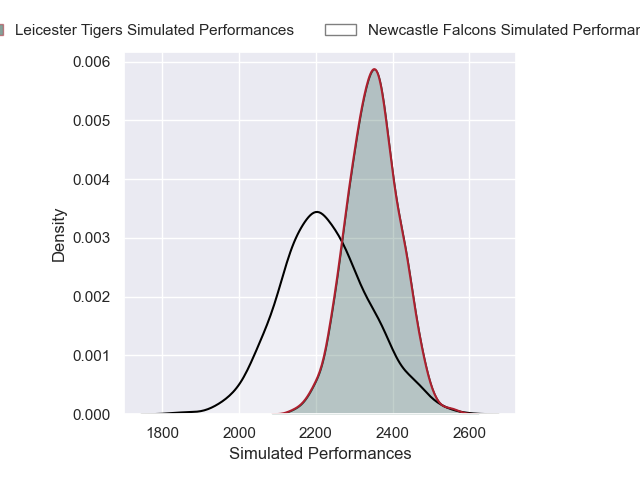 Leicester Tigers Simulated Performances
Newcastle Falcons Simulated
0.006
0.005
0.004
0.003
0.002
0.001
0.000
Density
1800 2000 2200 2400 2600
Simulated Performances